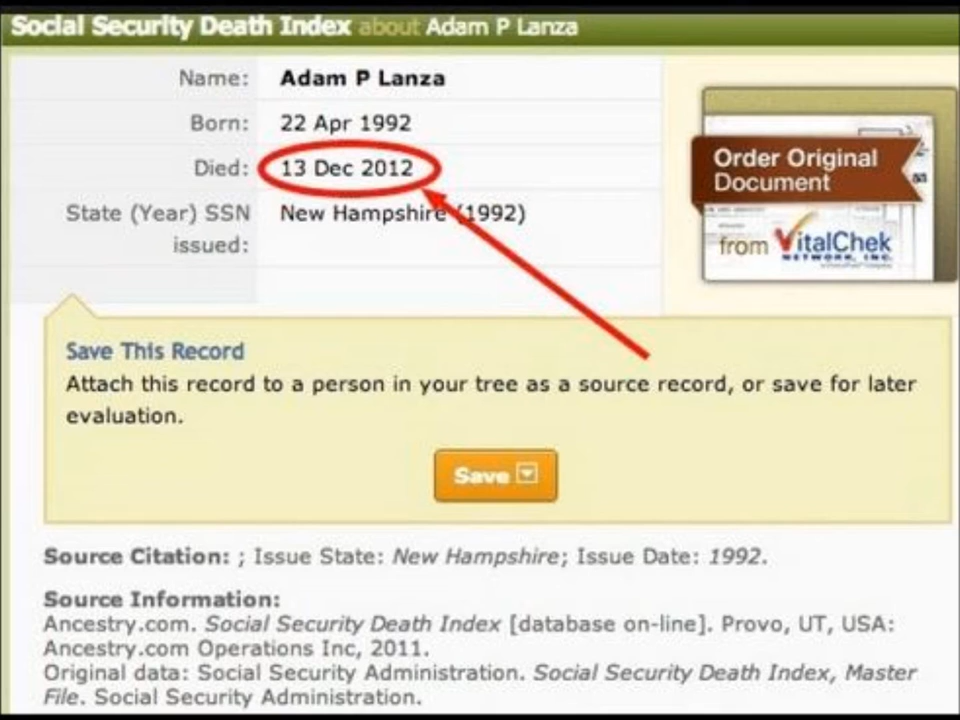 Social Security Death Index about Adam P Lanza
Name: Adam P Lanza
Born: 22 Apr 1992
Died: 13 Dec 2012
State (Year) SSN New Hampshire (1992)
issued:
Order Original
Document
from VitalChek
NETWORK, INC.
Save This Record
Attach this record to a person in your tree as a source record, or save for later
evaluation.
Save
Source Citation: ; Issue State: New Hampshire; Issue Date: 1992.
Source Information:
Ancestry.com. Social Security Death Index [database on-line]. Provo, UT, USA:
Ancestry.com Operations Inc, 2011.
Original data: Social Security Administration. Social Security Death Index, Master
File. Social Security Administration.